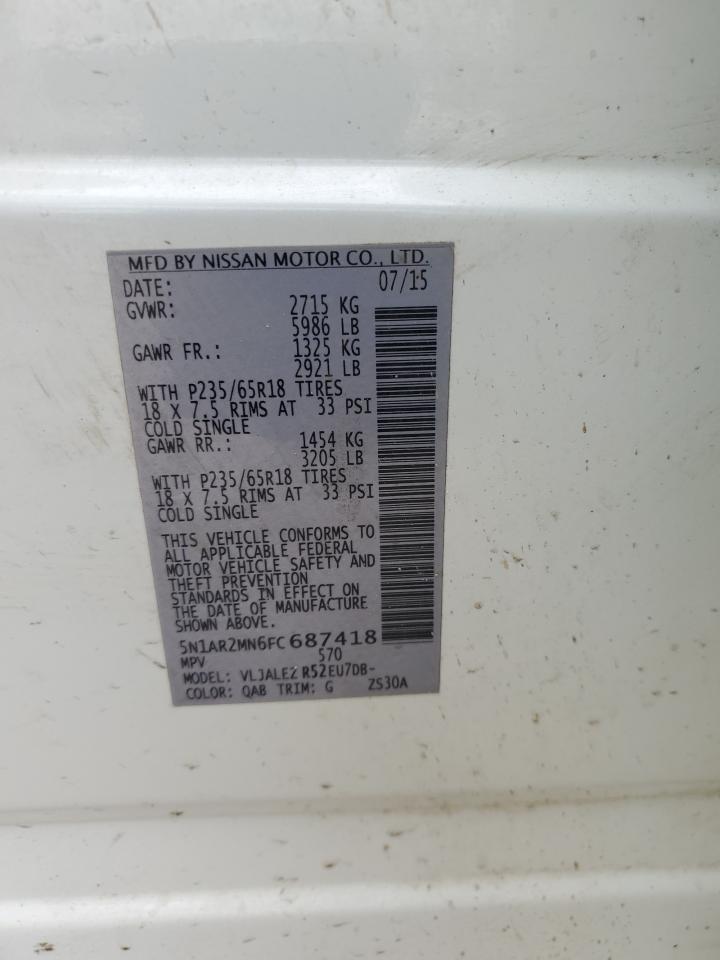 MFD BY NISSAN MOTOR CO., LTD.
DATE: 07/15
GVWR: 2715 KG
5986 LB
GAWR FR.: 1325 KG
2921 LB
WITH P235/65R18 TIRES
18 X 7.5 RIMS AT 33 PSI
COLD SINGLE
GAWR RR.: 1454 KG
3205 LB
WITH P235/65R18 TIRES
18 X 7.5 RIMS AT 33 PSI
COLD SINGLE
THIS VEHICLE CONFORMS TO
ALL APPLICABLE FEDERAL
MOTOR VEHICLE SAFETY AND
THEFT PREVENTION
STANDARDS IN EFFECT ON
THE DATE OF MANUFACTURE
SHOWN ABOVE.
5N1AR2MN6FC687418
MPV 570
MODEL: VLJALE2 R52EU7DB-
COLOR: QAB TRIM: G ZS30A